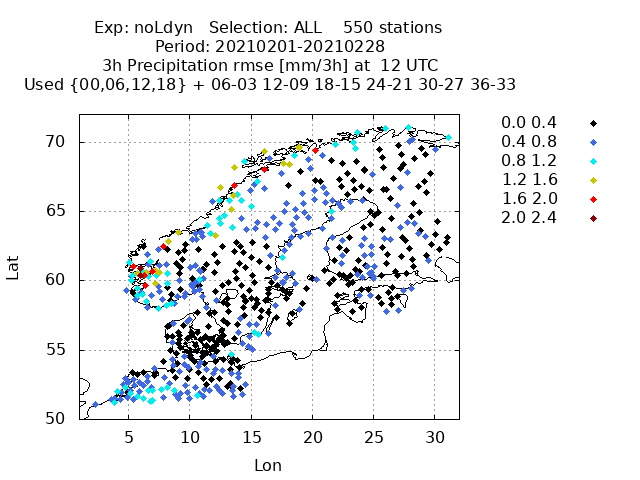 Exp: noLdyn   Selection: ALL    550 stations
Period: 20210201-20210228
3h Precipitation rmse [mm/3h] at  12 UTC
Used {00,06,12,18} + 06-03 12-09 18-15 24-21 30-27 36-33
0.0 0.4
0.4 0.8
0.8 1.2
1.2 1.6
1.6 2.0
2.0 2.4
70
65
60
55
50
Lat
5 10 15 20 25 30
Lon